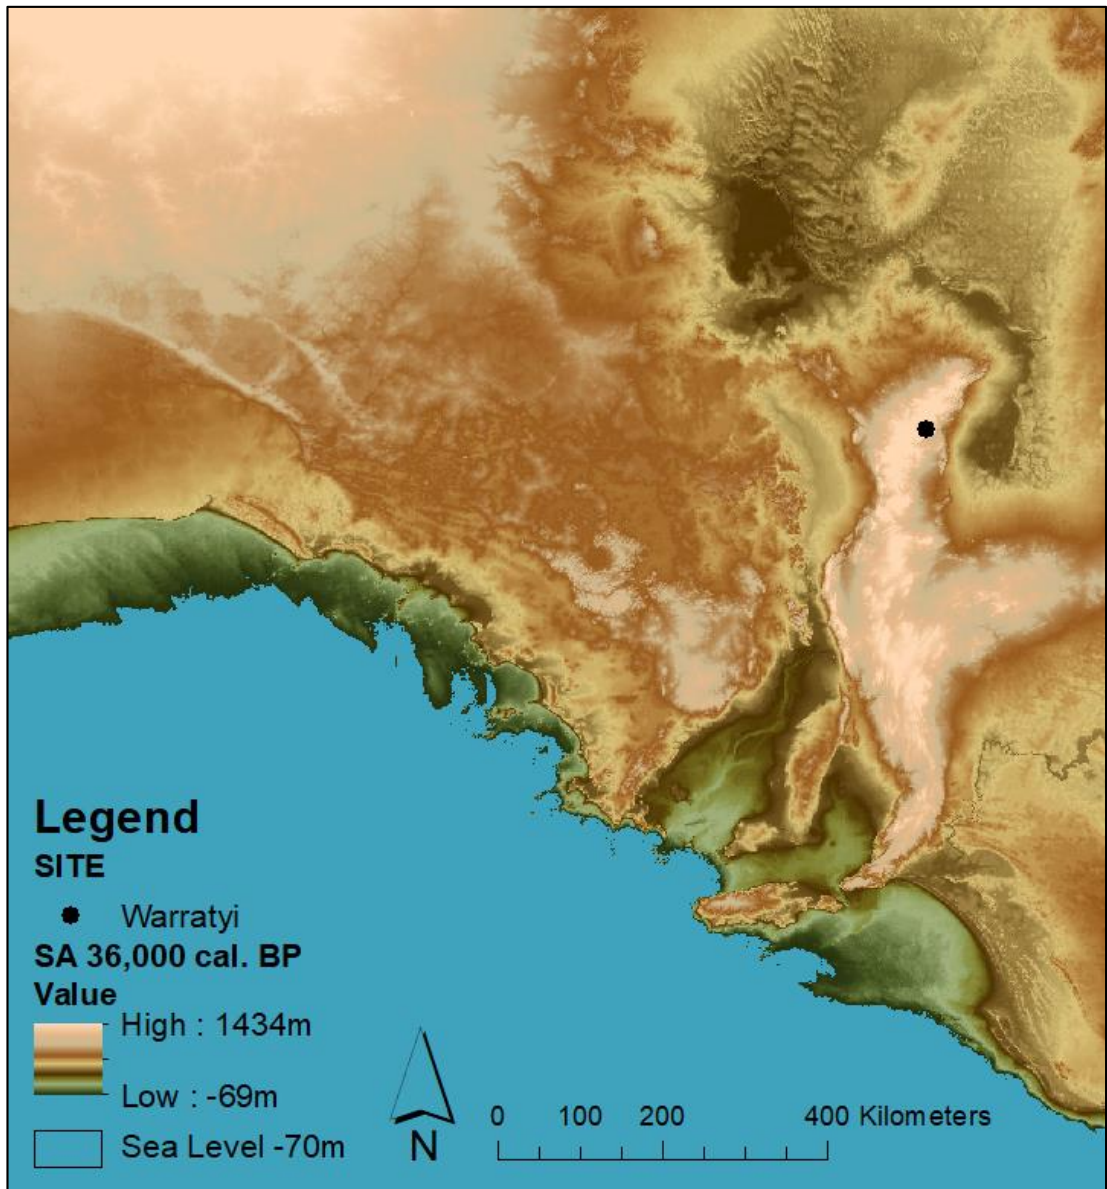 Legend
SITE
Warratyi
SA 36,000 cal. BP
Value
High : 1434m
Low : -69m
Sea Level -70m
N
0 100 200 400 Kilometers